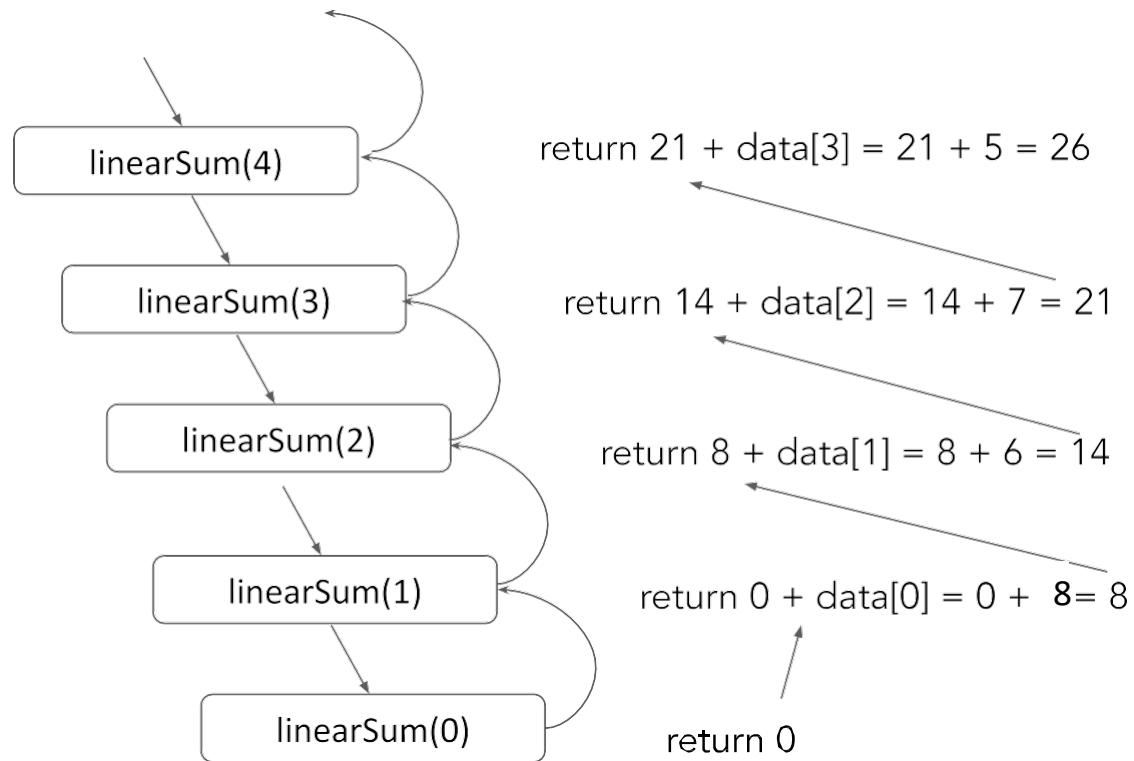 linearSum(4)
return 21 + data[3] = 21 + 5 = 26
linearSum(3)
return 14 + data[2] = 14 + 7 = 21
linearSum(2)
return 8 + data[1] = 8 + 6 = 14
linearSum(1)
return 0 + data[0] = 0 + 8= 8
linearSum(0)
return 0